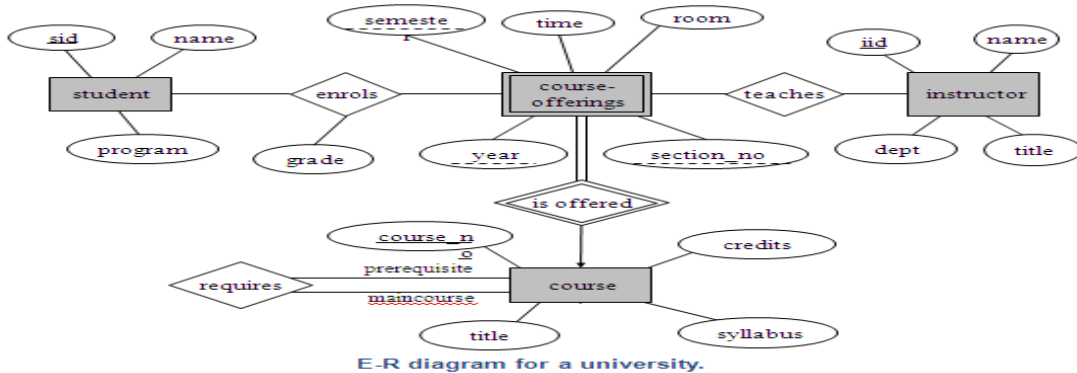 semeste
r
time
room
sid
name
iid
name
student
enrols
course-
offerings
teaches
instructor
program
grade
year
section_no
dept
title
is offered
course_n
o
credits
prerequisite
requires
course
maincourse
title
syllabus
E-R diagram for a university.